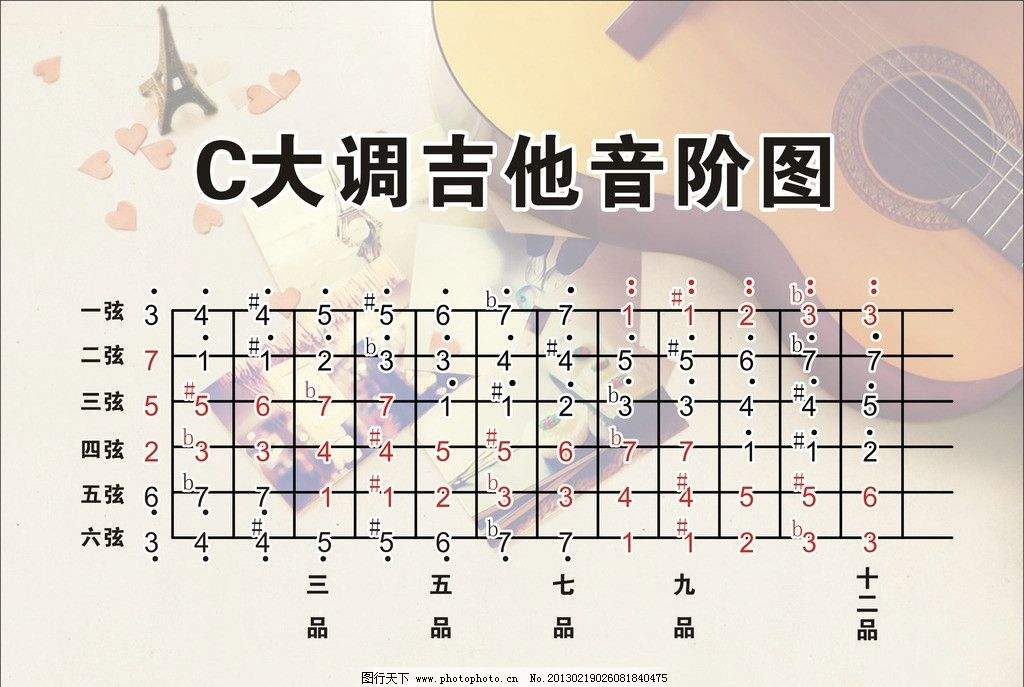 C大调吉他音阶图
一弦 3 4 #4 5 #5 6 b7 7 1 #1 2 b3 3
二弦 7 1 #1 2 b3 3 4 #4 5 #5 6 b7 7
三弦 5 #5 6 b7 7 1 #1 2 b3 3 4 #4 5
四弦 2 b3 3 4 #4 5 #5 6 b7 7 1 #1 2
五弦 6 b7 7 1 #1 2 b3 3 4 #4 5 #5 6
六弦 3 4 #4 5 #5 6 b7 7 1 #1 2 b3 3
三品 五品 七品 九品 十二品
图行天下 www.photophoto.cn No.20130219026081840475